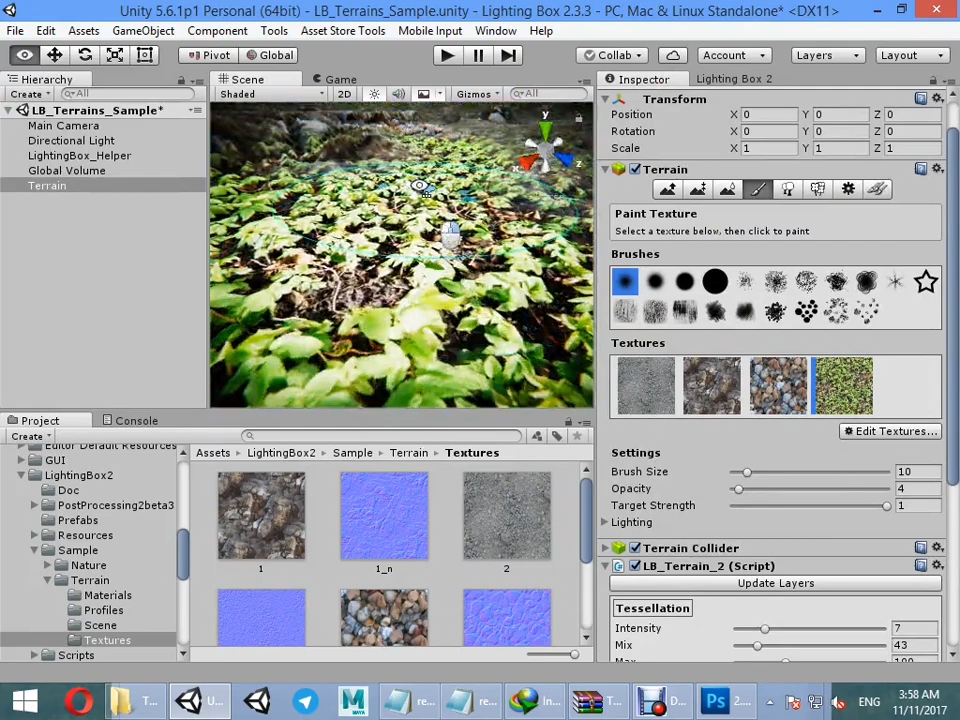 Unity 5.6.1p1 Personal (64bit) - LB_Terrains_Sample.unity - Lighting Box 2.3.3 - PC, Mac & Linux Standalone* <DX11>
File Edit Assets GameObject Component Tools Asset Store Tools Mobile Input Window Help
Pivot Global Collab Account Layers Layout
Hierarchy
Create All
LB_Terrains_Sample*
Main Camera
Directional Light
LightingBox_Helper
Global Volume
Terrain
Scene Game
Shaded 2D Gizmos All
y
x z
Inspector Lighting Box 2
Transform
Position X 0 Y 0 Z 0
Rotation X 0 Y 0 Z 0
Scale X 1 Y 1 Z 1
Terrain
Paint Texture
Select a texture below, then click to paint
Brushes
Textures
Edit Textures...
Settings
Brush Size 10
Opacity 4
Target Strength 1
Lighting
Terrain Collider
LB_Terrain_2 (Script)
Update Layers
Tessellation
Intensity 7
Mix 43
Project Console
Create
Editor Default Resources
GUI
LightingBox2
Doc
PostProcessing2beta3
Prefabs
Resources
Sample
Nature
Terrain
Materials
Profiles
Scene
Textures
Scripts
Assets LightingBox2 Sample Terrain Textures
1 1_n 2
T... U... re... re... In... T... D... 2...
ENG
3:58 AM
11/11/2017